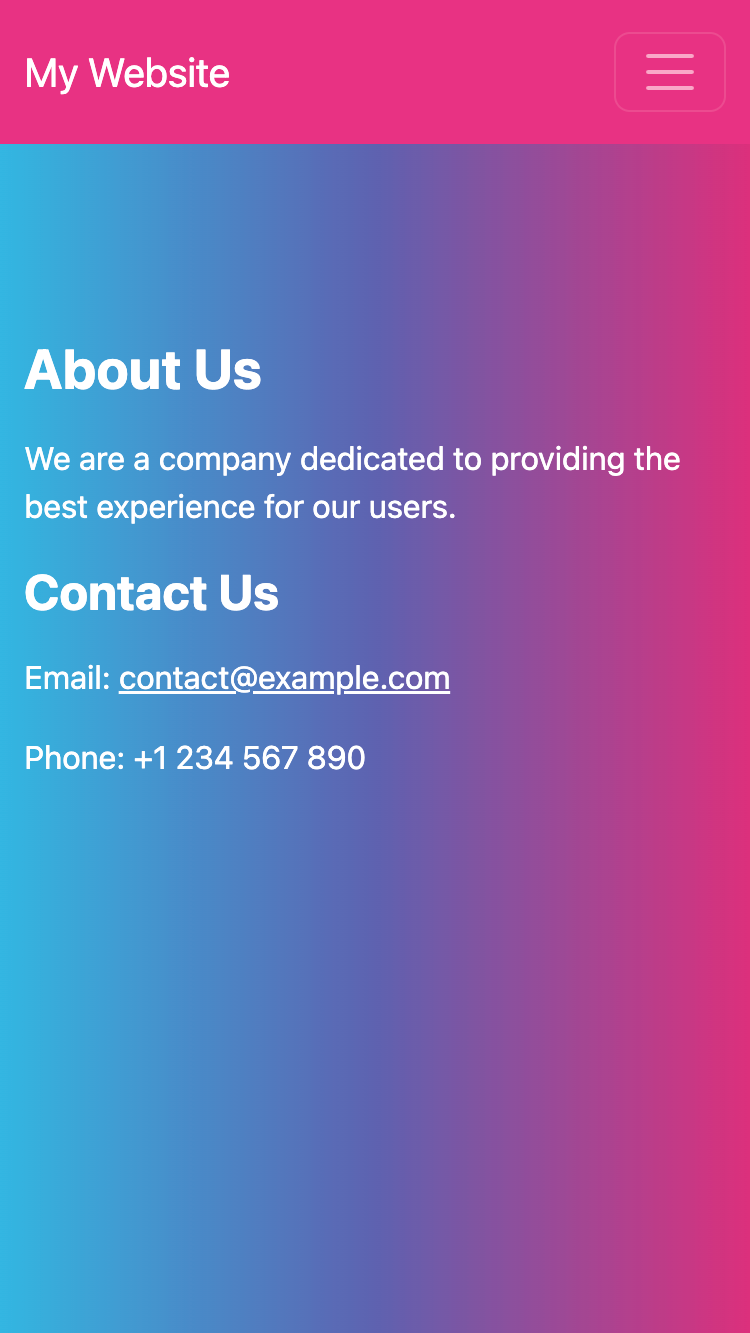 My Website
About Us
We are a company dedicated to providing the
best experience for our users.
Contact Us
Email: contact@example.com
Phone: +1 234 567 890